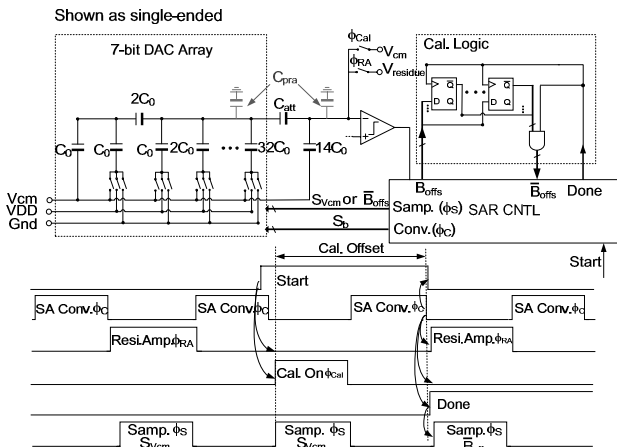 Shown as single-ended
7-bit DAC Array
ϕCal
Vcm
ϕRA
Vresidue
Cal. Logic
Cpra
2C0
Catt
D Q
D Q
C0
C0
C0
2C0
32C0
14C0
Boffs
B̅offs
Done
Vcm
VDD
Gnd
SVcm or B̅offs
Sb
Samp. (ϕS)
SAR CNTL
Conv.(ϕC)
Start
Cal. Offset
Start
SA Conv.ϕC
SA Conv.ϕC
SA Conv.ϕC
SA Conv.ϕC
Resi.Amp.ϕRA
Resi.Amp.ϕRA
Cal. On ϕCal
Done
Samp. ϕS
SVcm
Samp. ϕS
SVcm
Samp.ϕS
B̅offs